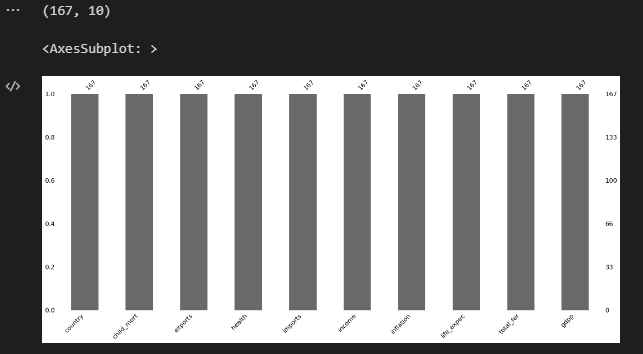 (167, 10)
<AxesSubplot: >
167 167 167 167 167 167 167 167 167 167
1.0 167
0.8 133
0.6 100
0.4 66
0.2 33
0.0 0
country child_mort exports health imports income inflation life_expec total_fer gdpp